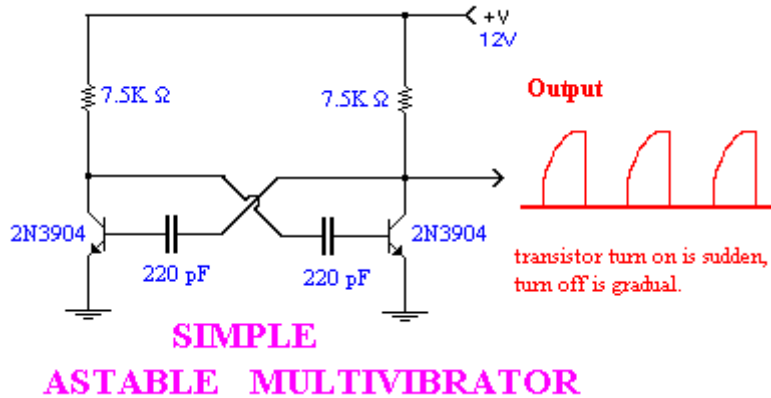 +V
12V
7.5K Ω
7.5K Ω
Output
2N3904
2N3904
220 pF
220 pF
transistor turn on is sudden,
turn off is gradual.
SIMPLE
ASTABLE MULTIVIBRATOR